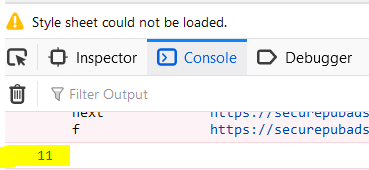 Style sheet could not be loaded.
Inspector Console Debugger
Filter Output
next https://securepubads
f https://securepubads
11